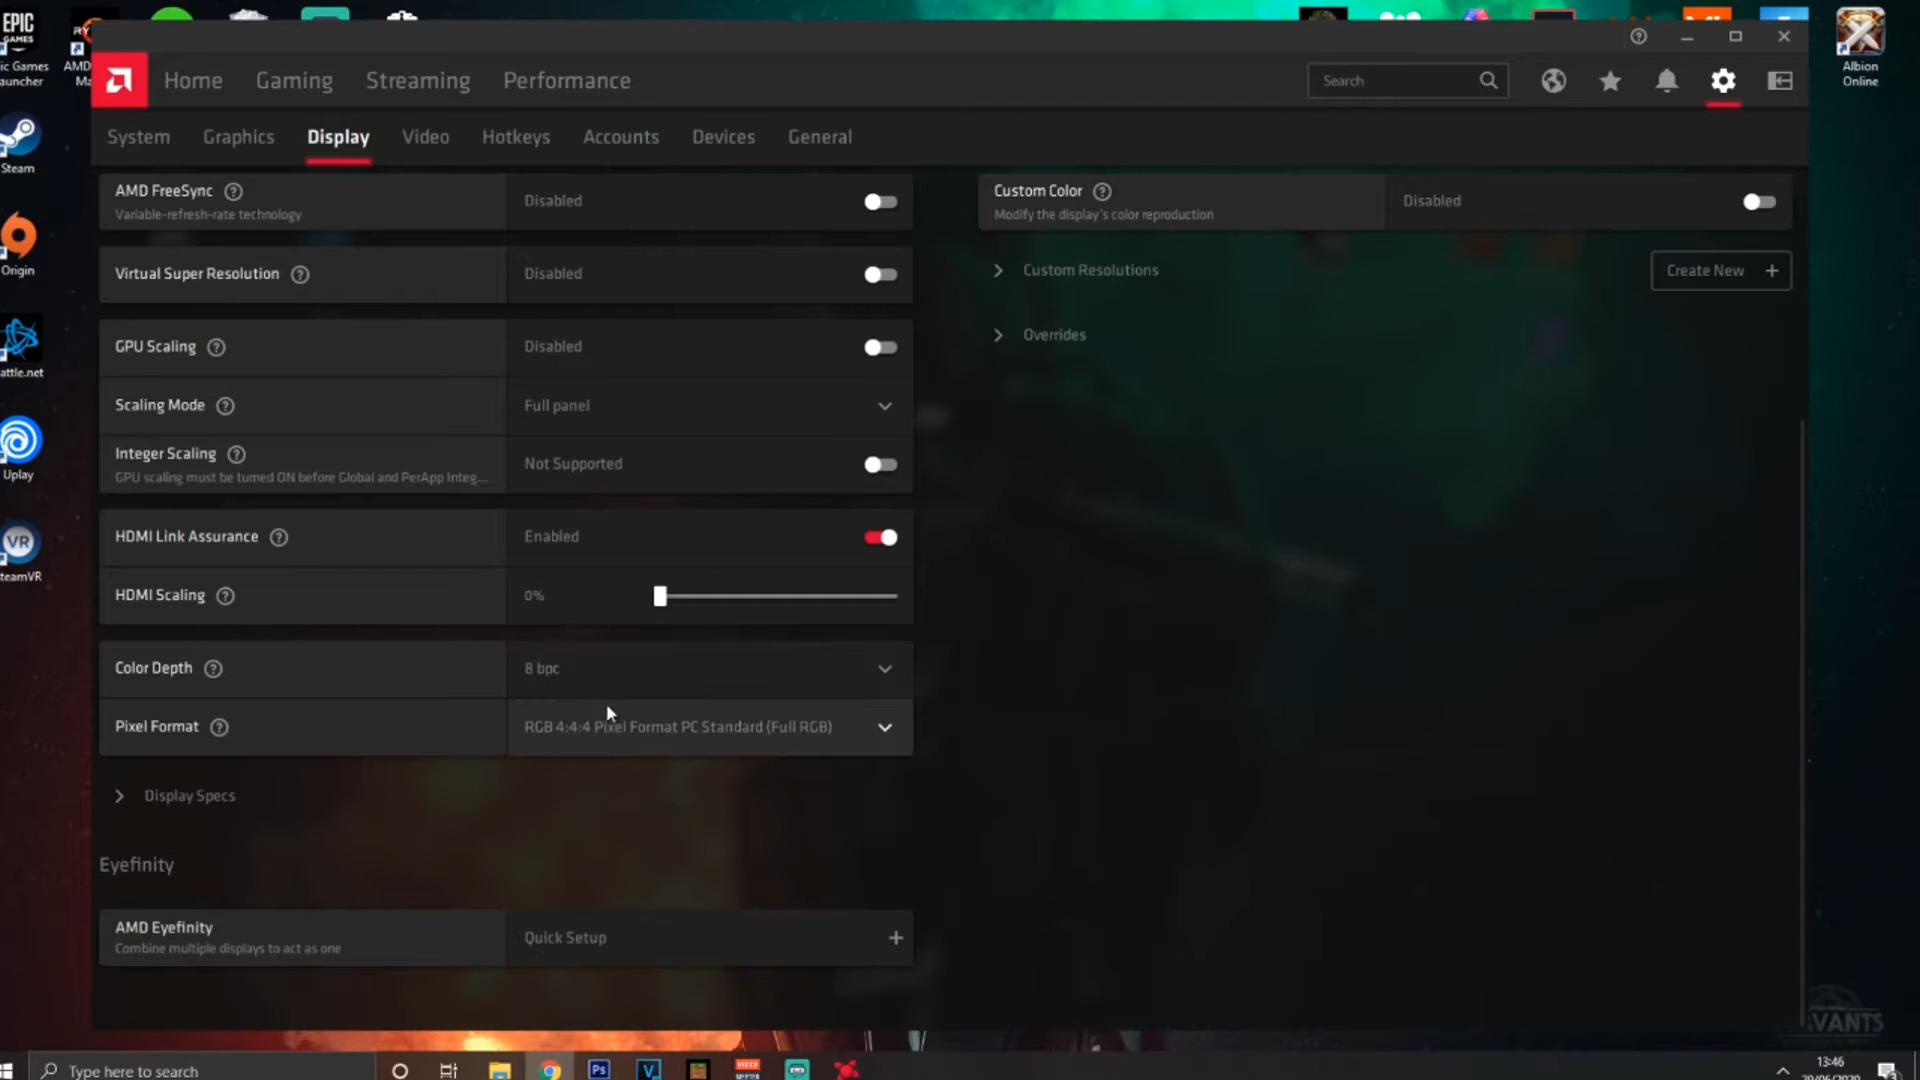 EPIC
GAMES
ic Games
auncher
RY
AMD
Ma
Steam
Origin
attle.net
Uplay
VR
teamVR
Albion
Online
Home
Gaming
Streaming
Performance
Search
System
Graphics
Display
Video
Hotkeys
Accounts
Devices
General
AMD FreeSync ?
Variable-refresh-rate technology
Disabled
Virtual Super Resolution ?
Disabled
GPU Scaling ?
Disabled
Scaling Mode ?
Full panel
Integer Scaling ?
GPU scaling must be turned ON before Global and PerApp Integ...
Not Supported
HDMI Link Assurance ?
Enabled
HDMI Scaling ?
0%
Color Depth ?
8 bpc
Pixel Format ?
RGB 4:4:4 Pixel Format PC Standard (Full RGB)
Display Specs
Eyefinity
AMD Eyefinity
Combine multiple displays to act as one
Quick Setup
Custom Color ?
Modify the display's color reproduction
Disabled
Custom Resolutions
Create New +
Overrides
VANTS
Type here to search
Ps
V
13:46
29/06/2020